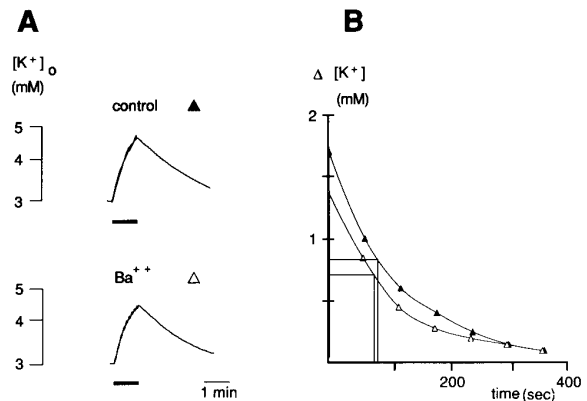 A
[K+]o
(mM)
control ▲
5
4
3
Ba++ △
5
4
3
1 min
B
Δ [K+]
(mM)
2
1
200
400
time (sec)